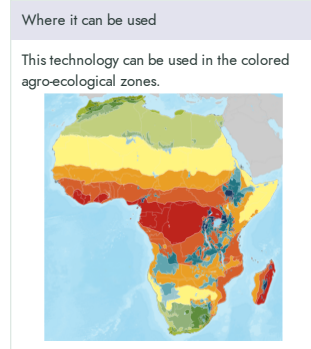 Where it can be used
This technology can be used in the colored
agro-ecological zones.